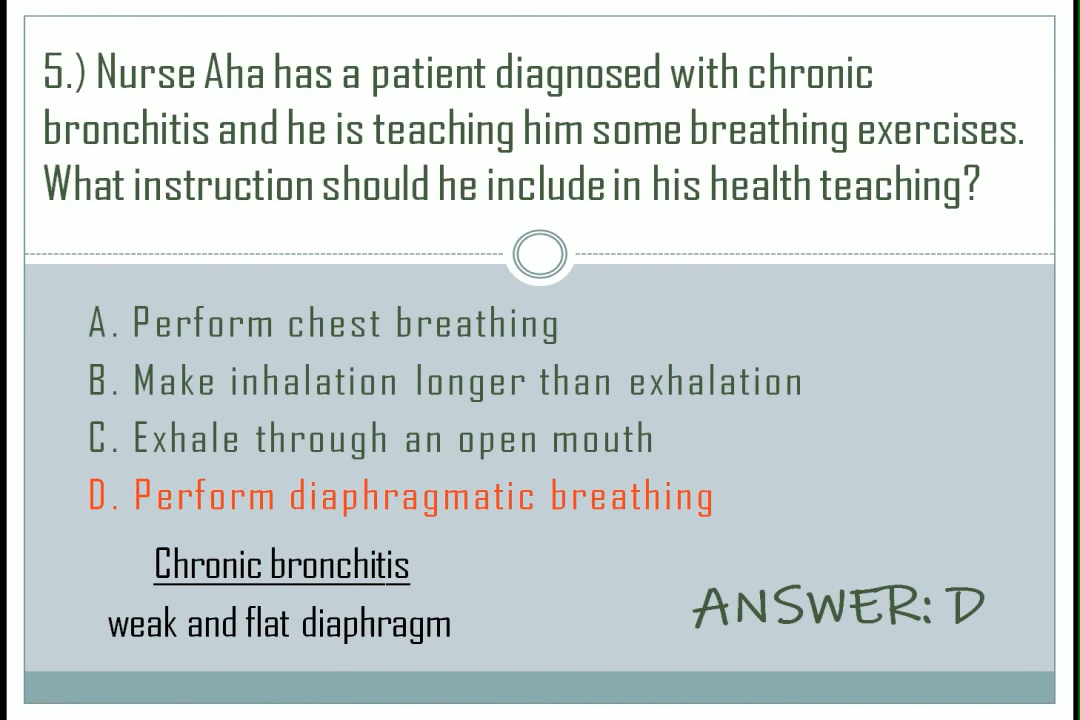 5.) Nurse Aha has a patient diagnosed with chronic
bronchitis and he is teaching him some breathing exercises.
What instruction should he include in his health teaching?
A. Perform chest breathing
B. Make inhalation longer than exhalation
C. Exhale through an open mouth
D. Perform diaphragmatic breathing
Chronic bronchitis
weak and flat diaphragm
ANSWER: D